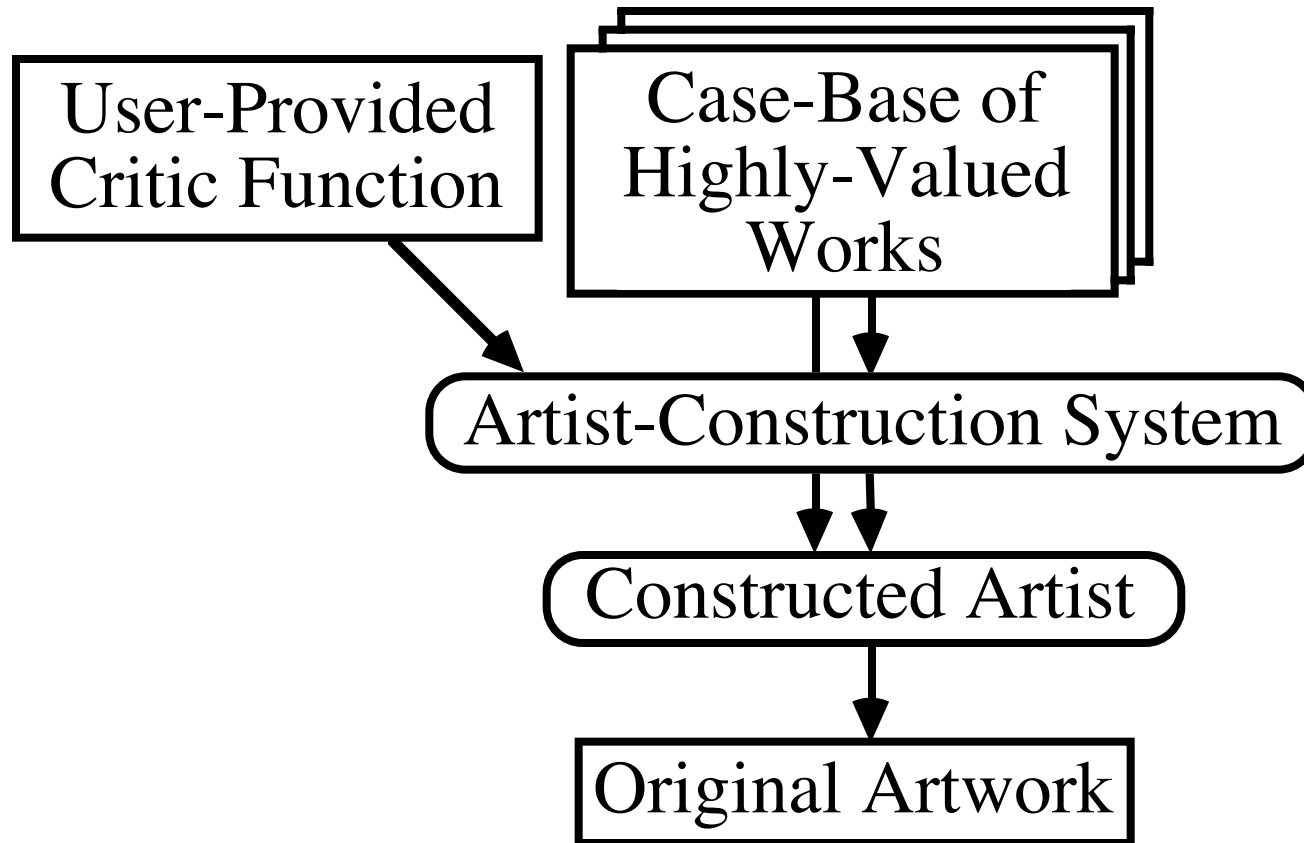 User-Provided
Critic Function
Case-Base of
Highly-Valued
Works
Artist-Construction System
Constructed Artist
Original Artwork